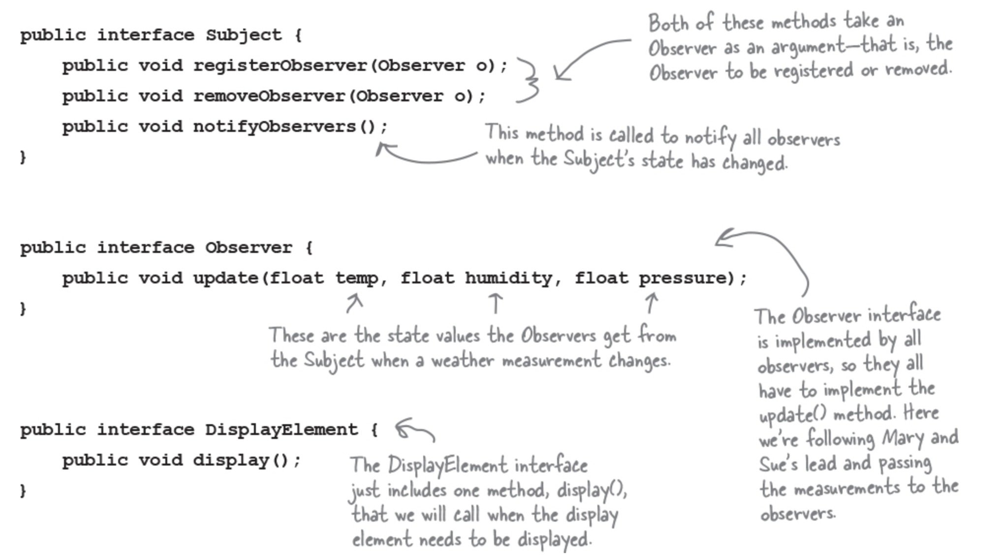 public interface Subject {
public void registerObserver(Observer o);
public void removeObserver(Observer o);
public void notifyObservers();
}
Both of these methods take an
Observer as an argument—that is, the
Observer to be registered or removed.
This method is called to notify all observers
when the Subject's state has changed.
public interface Observer {
public void update(float temp, float humidity, float pressure);
}
These are the state values the Observers get from
the Subject when a weather measurement changes.
The Observer interface
is implemented by all
observers, so they all
have to implement the
update() method. Here
we're following Mary and
Sue's lead and passing
the measurements to the
observers.
public interface DisplayElement {
public void display();
}
The DisplayElement interface
just includes one method, display(),
that we will call when the display
element needs to be displayed.